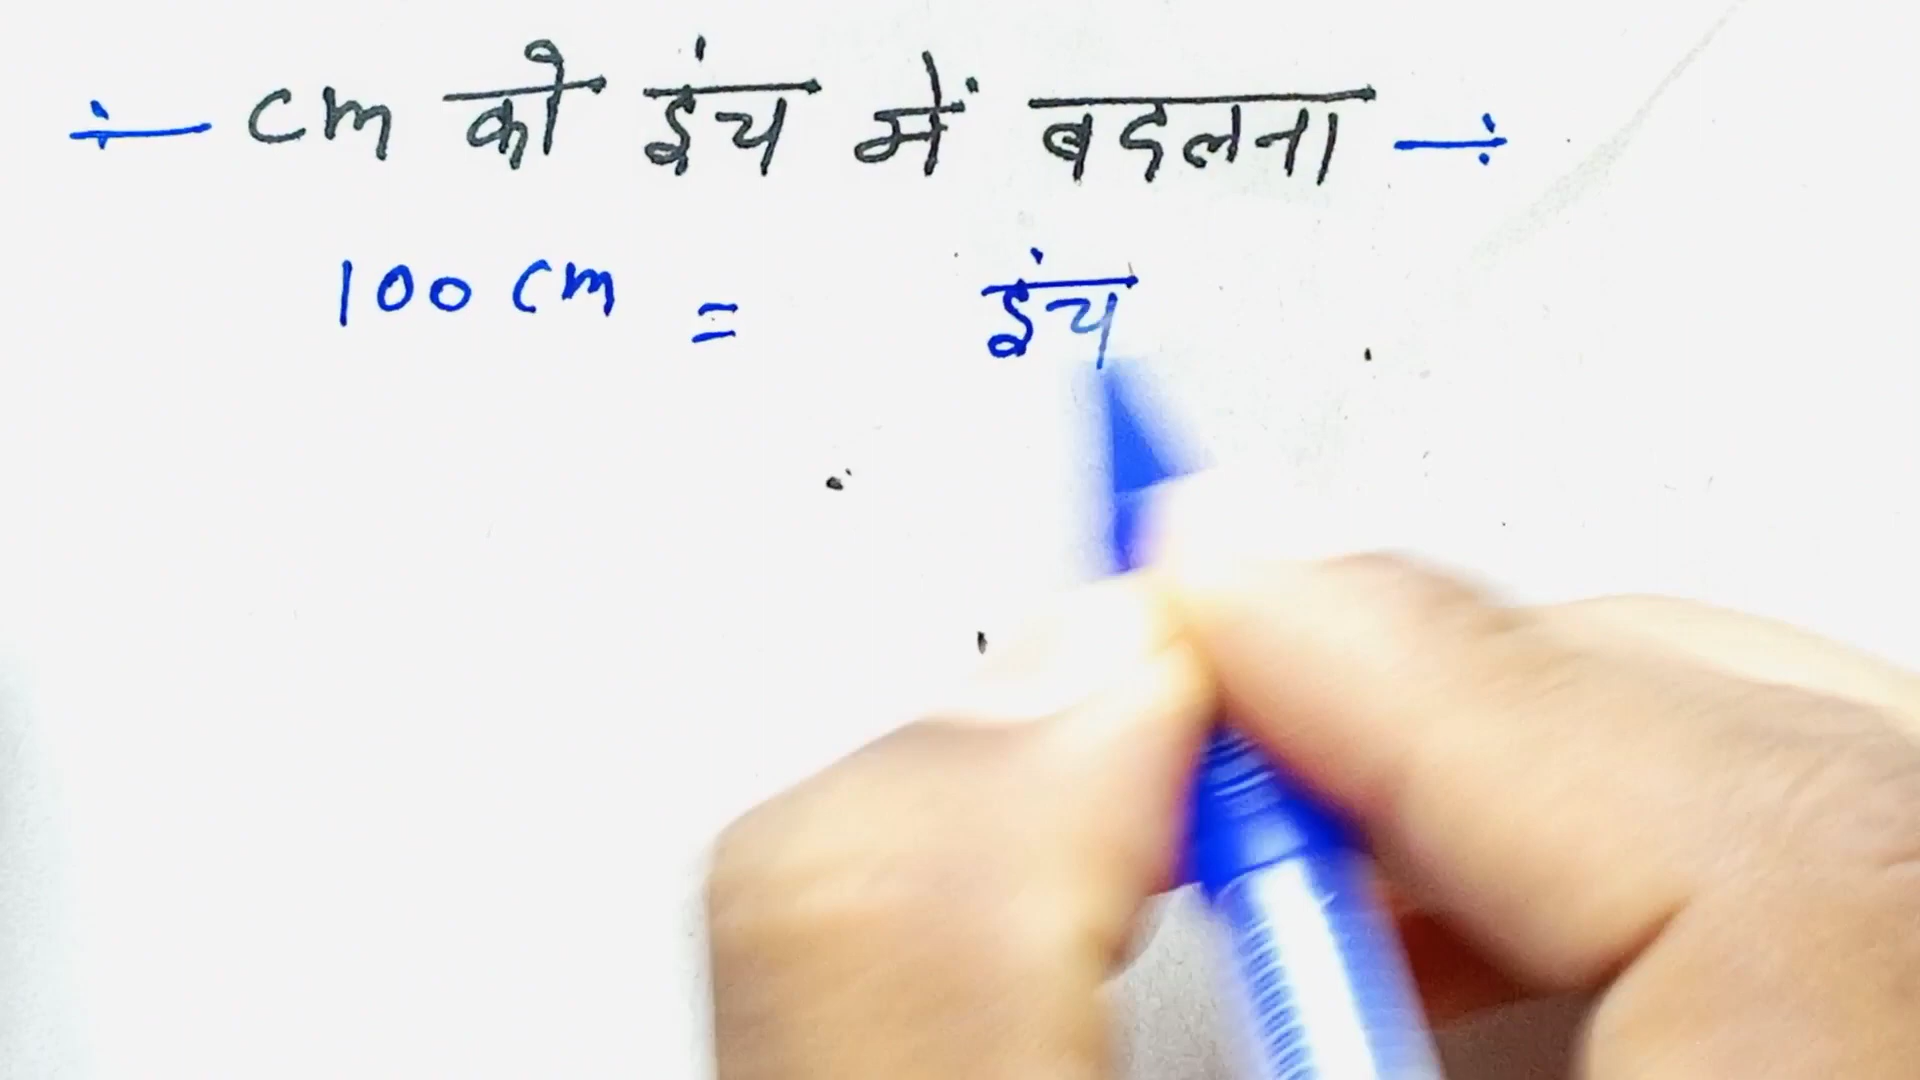 ÷ cm को इंच में बदलना ÷
100 cm = इंच